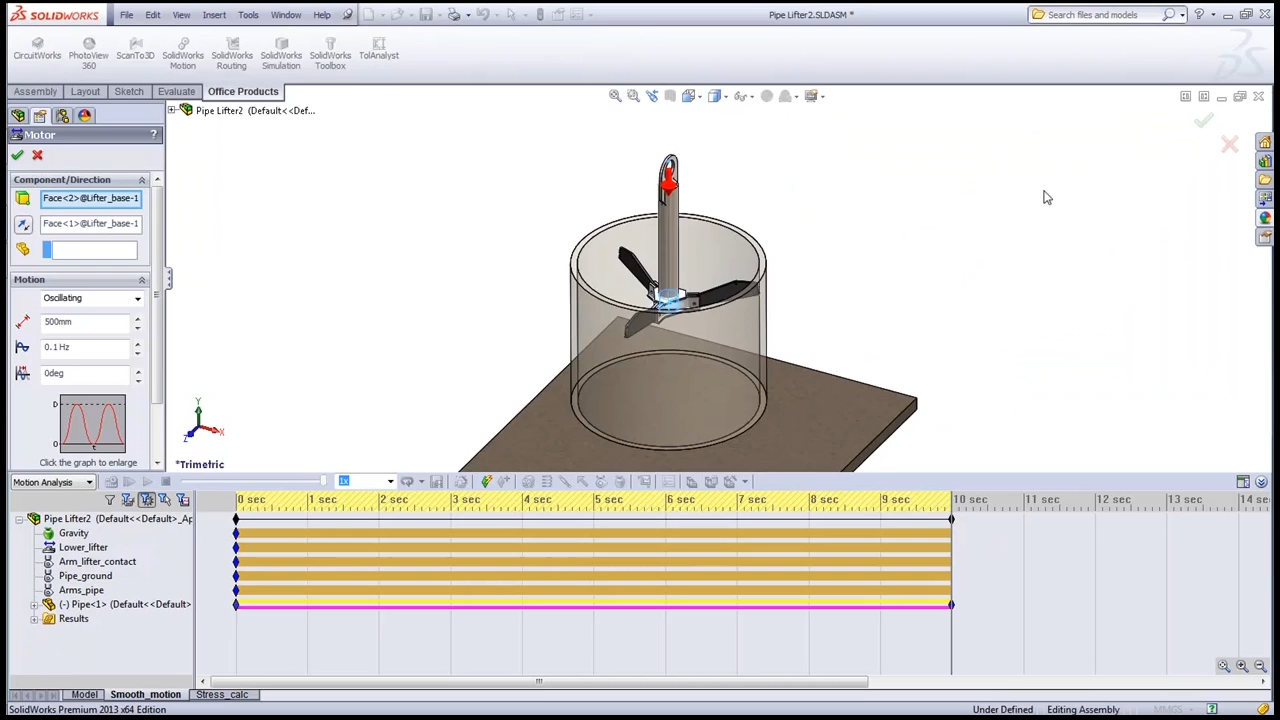 SOLIDWORKS File Edit View Insert Tools Window Help Pipe Lifter2.SLDASM * Search files and models
CircuitWorks PhotoView 360 ScanTo3D SolidWorks Motion SolidWorks Routing SolidWorks Simulation SolidWorks Toolbox TolAnalyst
Assembly Layout Sketch Evaluate Office Products
Pipe Lifter2 (Default<<Def...
Motor ?
Component/Direction
Face<2>@Lifter_base-1
Face<1>@Lifter_base-1
Motion
Oscillating
500mm
0.1 Hz
0deg
D
0
t
Click the graph to enlarge
Y
Z X
*Trimetric
Motion Analysis 1x
0 sec 1 sec 2 sec 3 sec 4 sec 5 sec 6 sec 7 sec 8 sec 9 sec 10 sec 11 sec 12 sec 13 sec 14 se
Pipe Lifter2 (Default<<Default>_Ap
Gravity
Lower_lifter
Arm_lifter_contact
Pipe_ground
Arms_pipe
(-) Pipe<1> (Default<<Default>
Results
Model Smooth_motion Stress_calc
SolidWorks Premium 2013 x64 Edition Under Defined Editing Assembly MMGS